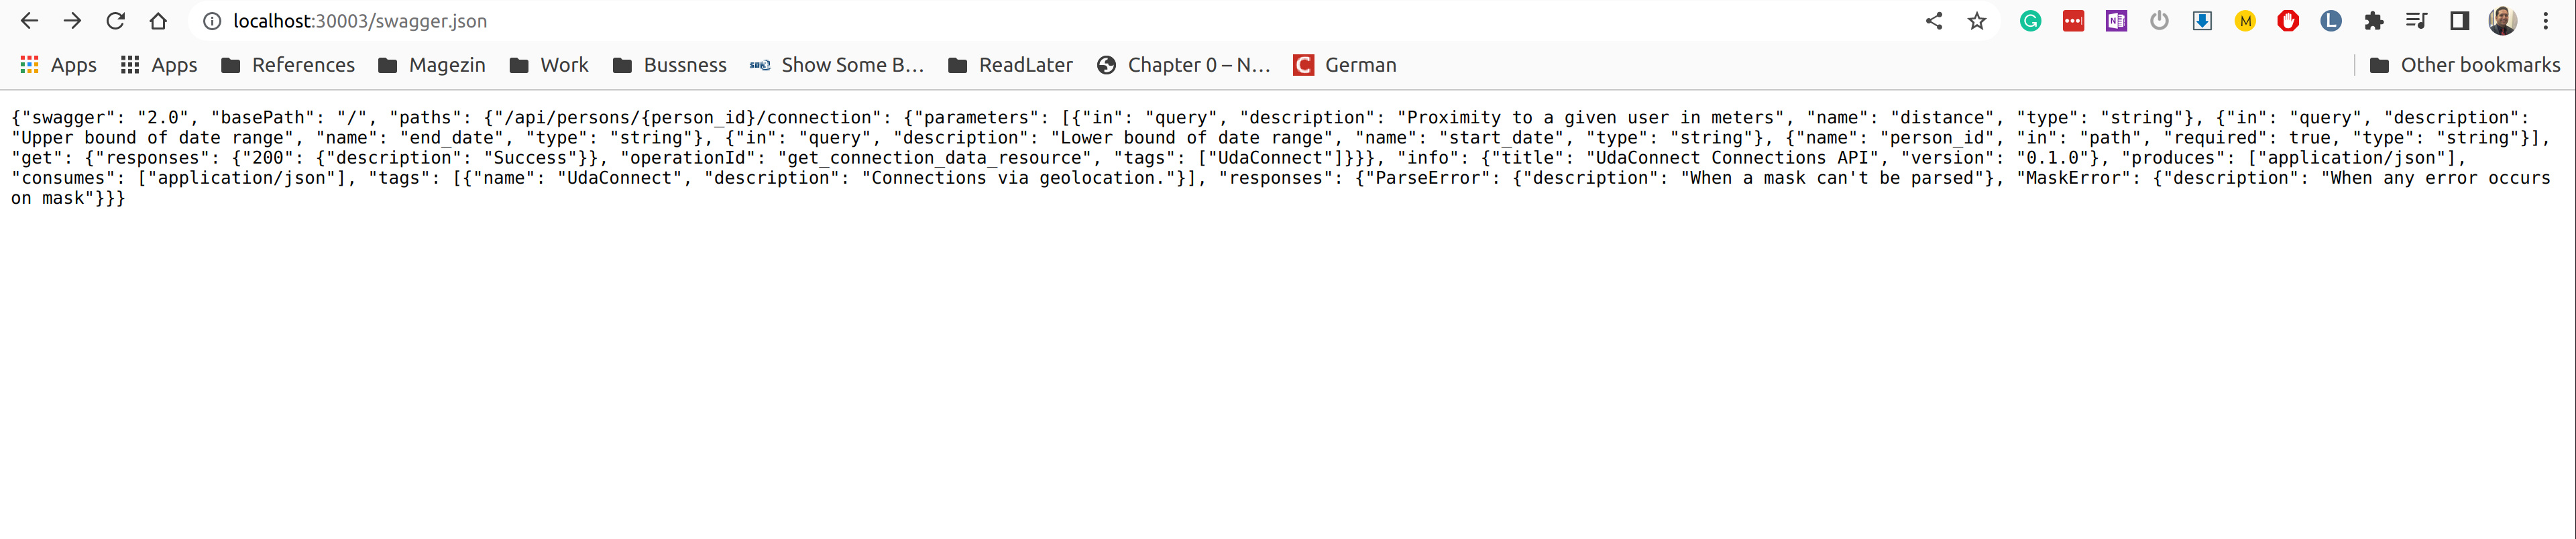 localhost:30003/swagger.json
Apps Apps References Magezin Work Bussness Show Some B... ReadLater Chapter 0 – N... German Other bookmarks
{"swagger": "2.0", "basePath": "/", "paths": {"/api/persons/{person_id}/connection": {"parameters": [{"in": "query", "description": "Proximity to a given user in meters", "name": "distance", "type": "string"}, {"in": "query", "description":
"Upper bound of date range", "name": "end_date", "type": "string"}, {"in": "query", "description": "Lower bound of date range", "name": "start_date", "type": "string"}, {"name": "person_id", "in": "path", "required": true, "type": "string"}],
"get": {"responses": {"200": {"description": "Success"}}, "operationId": "get_connection_data_resource", "tags": ["UdaConnect"]}}}, "info": {"title": "UdaConnect Connections API", "version": "0.1.0"}, "produces": ["application/json"],
"consumes": ["application/json"], "tags": [{"name": "UdaConnect", "description": "Connections via geolocation."}], "responses": {"ParseError": {"description": "When a mask can't be parsed"}, "MaskError": {"description": "When any error occurs
on mask"}}}